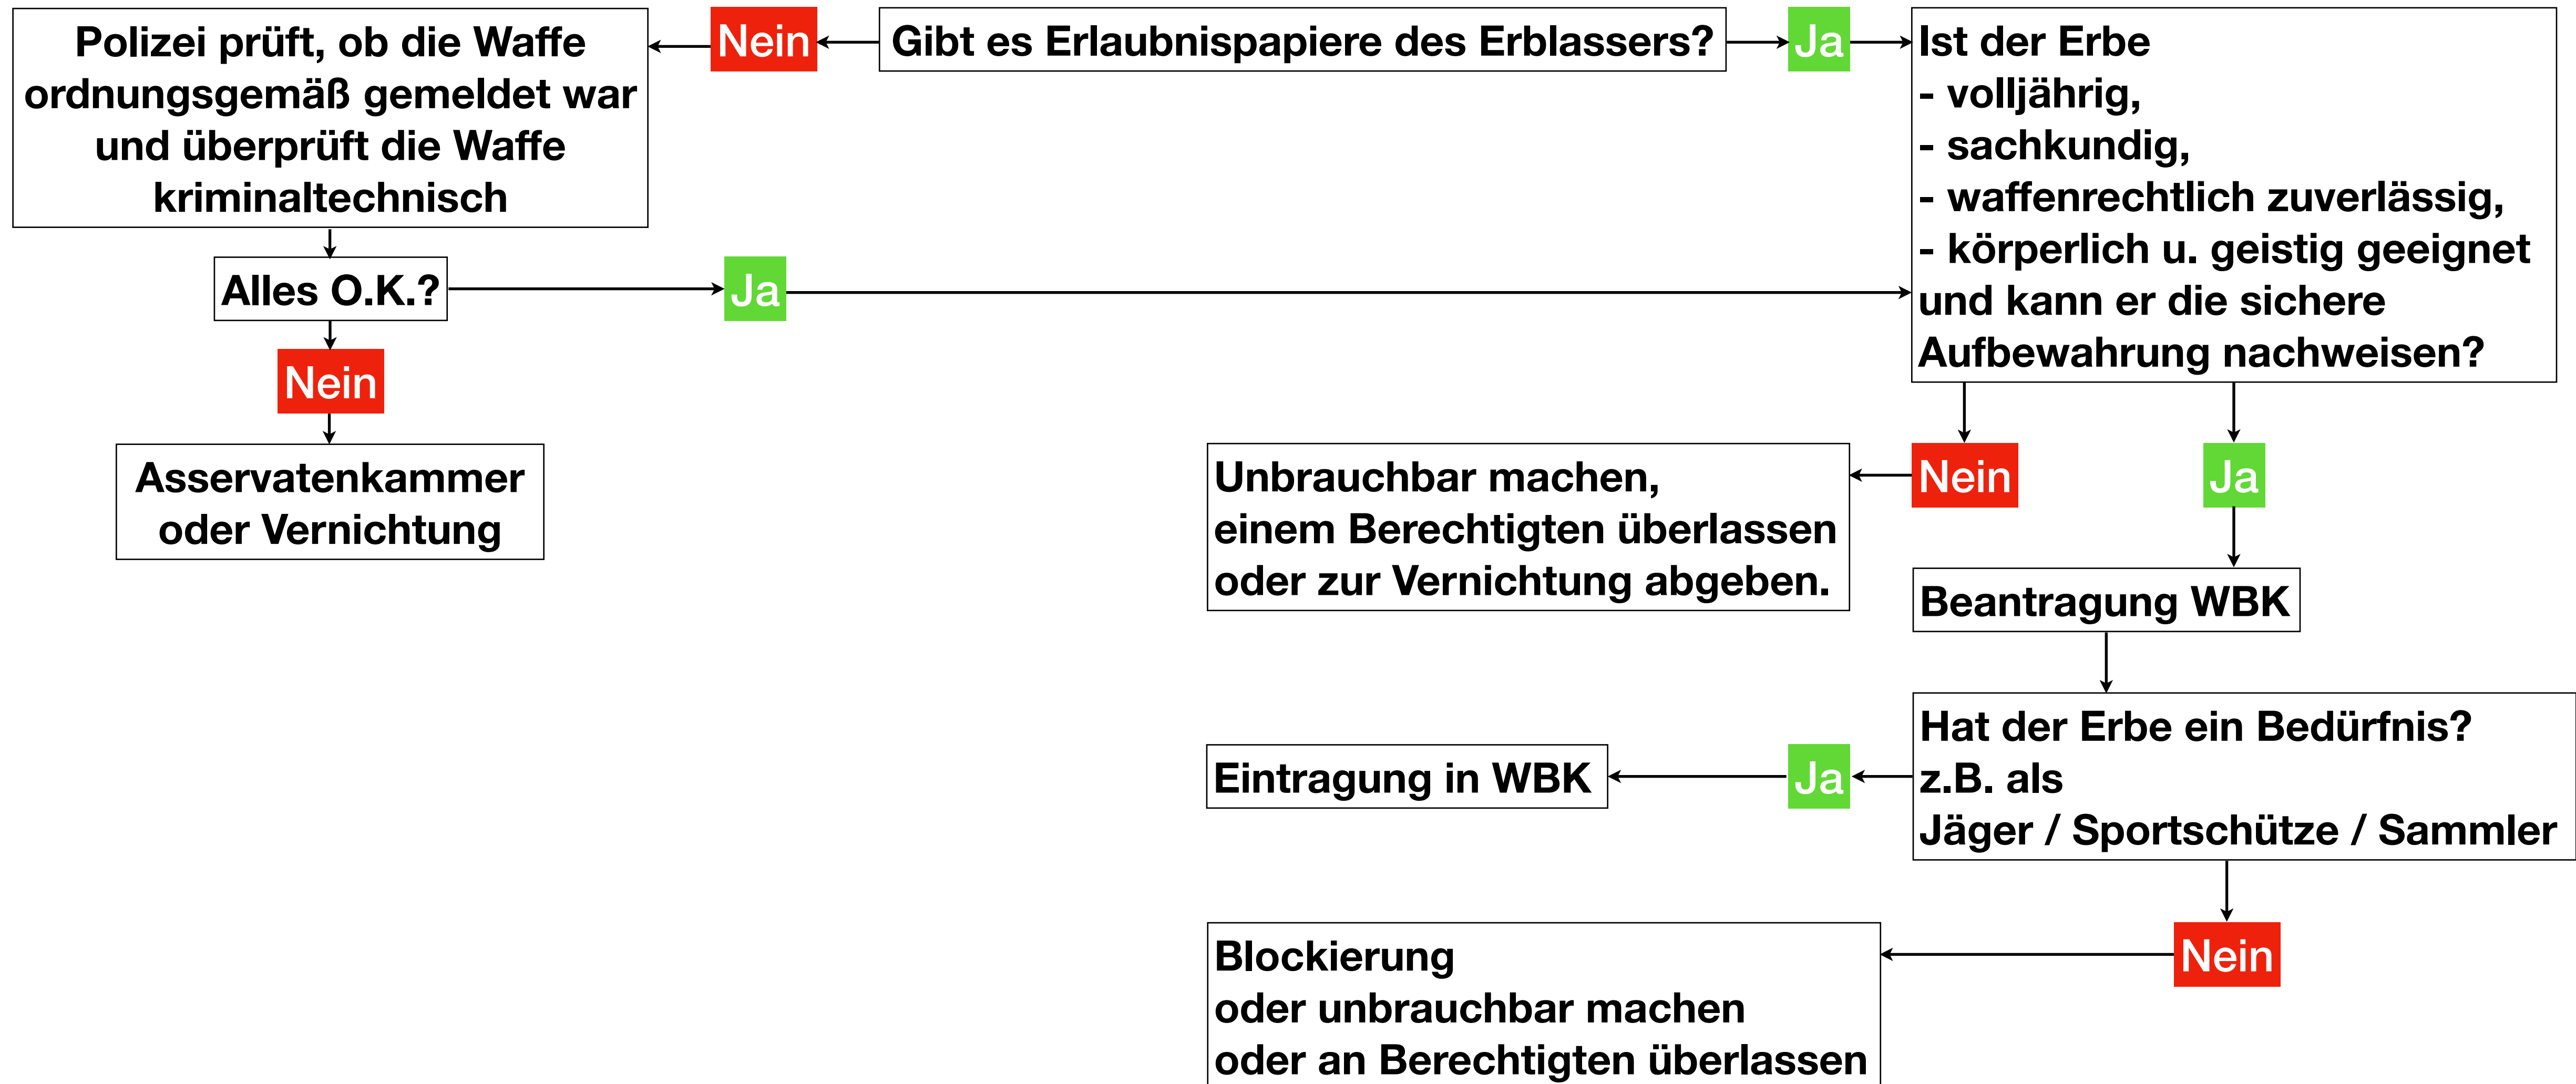 Polizei prüft, ob die Waffe
ordnungsgemäß gemeldet war
und überprüft die Waffe
kriminaltechnisch
Nein
Gibt es Erlaubnispapiere des Erblassers?
Ja
Ist der Erbe
- volljährig,
- sachkundig,
- waffenrechtlich zuverlässig,
- körperlich u. geistig geeignet
und kann er die sichere
Aufbewahrung nachweisen?
Alles O.K.?
Ja
Nein
Asservatenkammer
oder Vernichtung
Unbrauchbar machen,
einem Berechtigten überlassen
oder zur Vernichtung abgeben.
Nein
Ja
Beantragung WBK
Hat der Erbe ein Bedürfnis?
z.B. als
Jäger / Sportschütze / Sammler
Ja
Eintragung in WBK
Nein
Blockierung
oder unbrauchbar machen
oder an Berechtigten überlassen